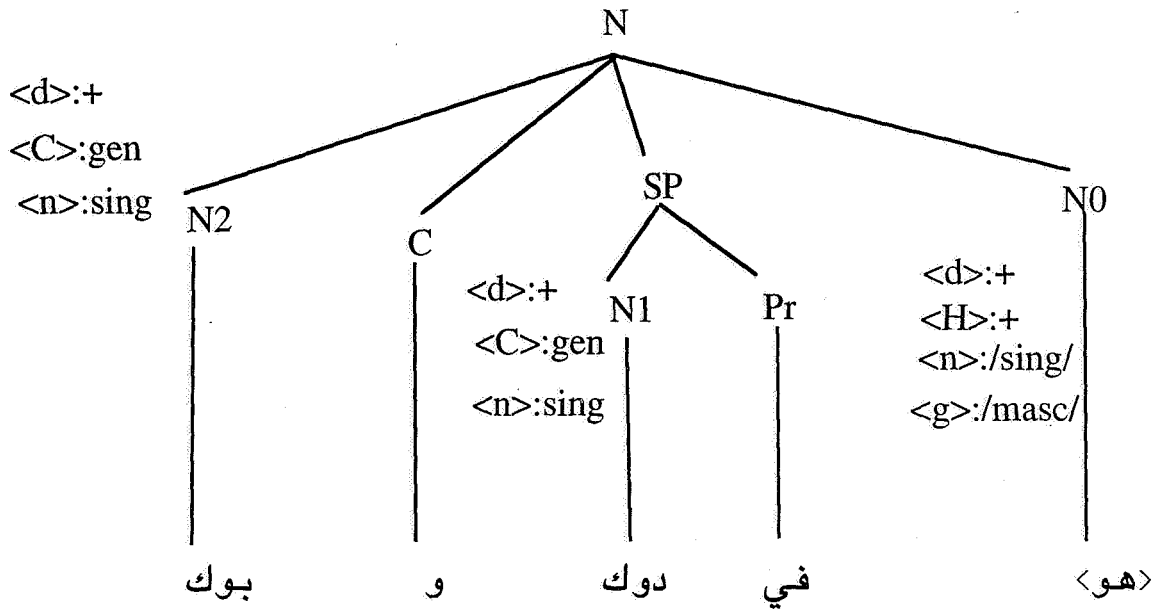 N
<d>:+
<C>:gen
<n>:sing
N2
C
SP
N0
<d>:+
<C>:gen
<n>:sing
N1
Pr
<d>:+
<H>:+
<n>:/sing/
<g>:/masc/
<هو> في دوك و بوك